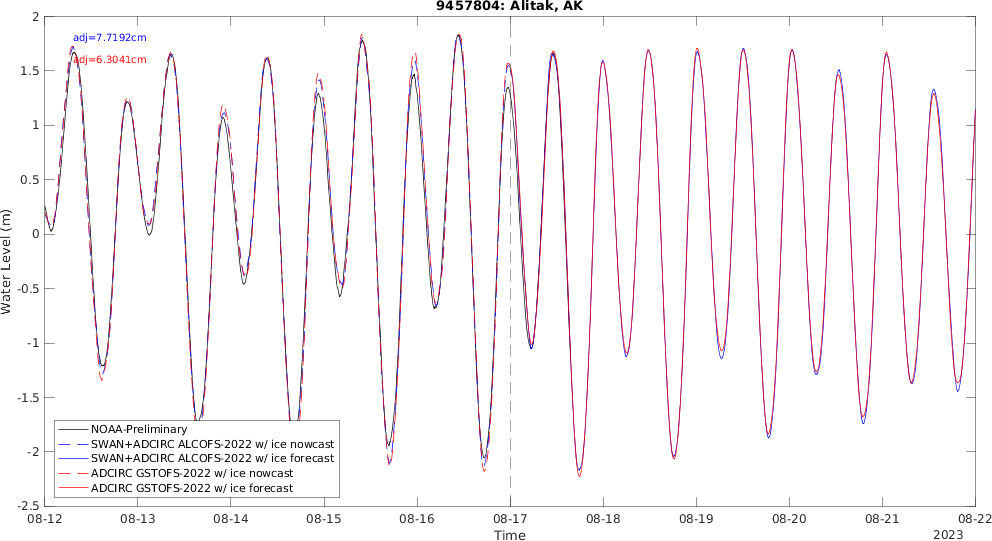 9457804: Alitak, AK
adj=7.7192cm
adj=6.3041cm
Water Level (m)
2
1.5
1
0.5
0
-0.5
-1
-1.5
-2
-2.5
NOAA-Preliminary
SWAN+ADCIRC ALCOFS-2022 w/ ice nowcast
SWAN+ADCIRC ALCOFS-2022 w/ ice forecast
ADCIRC GSTOFS-2022 w/ ice nowcast
ADCIRC GSTOFS-2022 w/ ice forecast
08-12 08-13 08-14 08-15 08-16 08-17 08-18 08-19 08-20 08-21 08-22
Time
2023